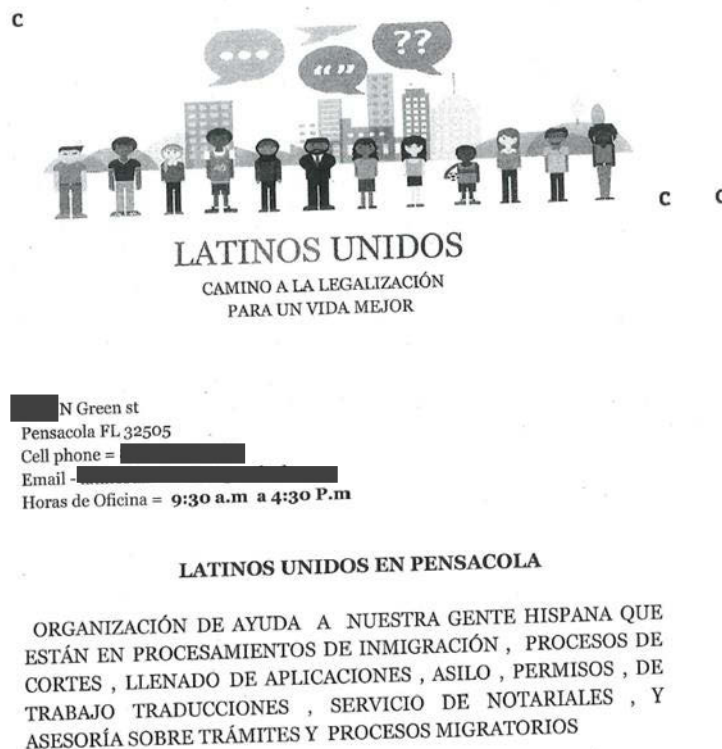 C
...
“”
??
40
C C
LATINOS UNIDOS
CAMINO A LA LEGALIZACIÓN
PARA UN VIDA MEJOR
N Green st
Pensacola FL 32505
Cell phone =
Email -
Horas de Oficina = 9:30 a.m a 4:30 P.m
LATINOS UNIDOS EN PENSACOLA
ORGANIZACIÓN DE AYUDA A NUESTRA GENTE HISPANA QUE
ESTÁN EN PROCESAMIENTOS DE INMIGRACIÓN , PROCESOS DE
CORTES , LLENADO DE APLICACIONES , ASILO , PERMISOS , DE
TRABAJO TRADUCCIONES , SERVICIO DE NOTARIALES , Y
ASESORÍA SOBRE TRÁMITES Y PROCESOS MIGRATORIOS